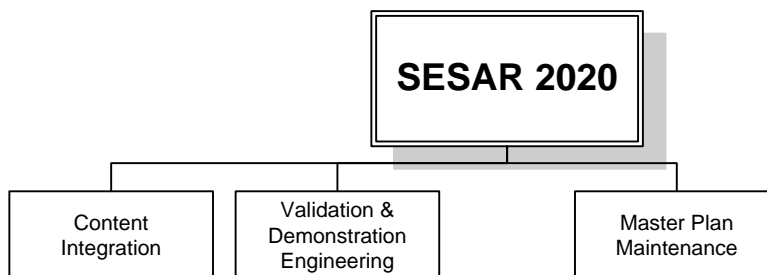 SESAR 2020
Content
Integration
Validation &
Demonstration
Engineering
Master Plan
Maintenance